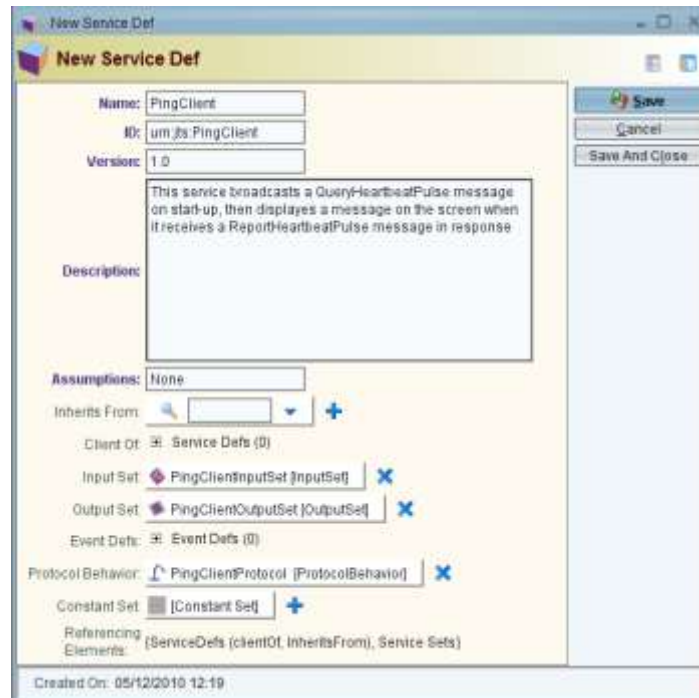 New Service Def
New Service Def
Name: PingClient
ID: urn:jts:PingClient
Version: 1.0
Description: This service broadcasts a QueryHeartbeatPulse message
on start-up, then displayes a message on the screen when
it receives a ReportHeartbeatPulse message in response
Assumptions: None
Inherits From:
Client Of: Service Defs (0)
Input Set: PingClientInputSet [InputSet]
Output Set: PingClientOutputSet [OutputSet]
Event Defs: Event Defs (0)
Protocol Behavior: PingClientProtocol [ProtocolBehavior]
Constant Set: [Constant Set]
Referencing
Elements: {ServiceDefs (clientOf, InheritsFrom), Service Sets}
Save
Cancel
Save And Close
Created On: 05/12/2010 12:19